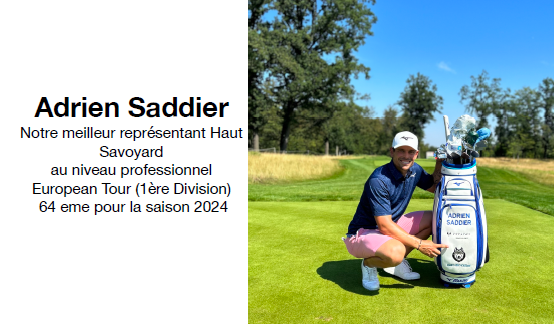 Adrien Saddier
Notre meilleur représentant Haut
Savoyard
au niveau professionnel
European Tour (1ère Division)
64 eme pour la saison 2024
ADRIEN
SADDIER